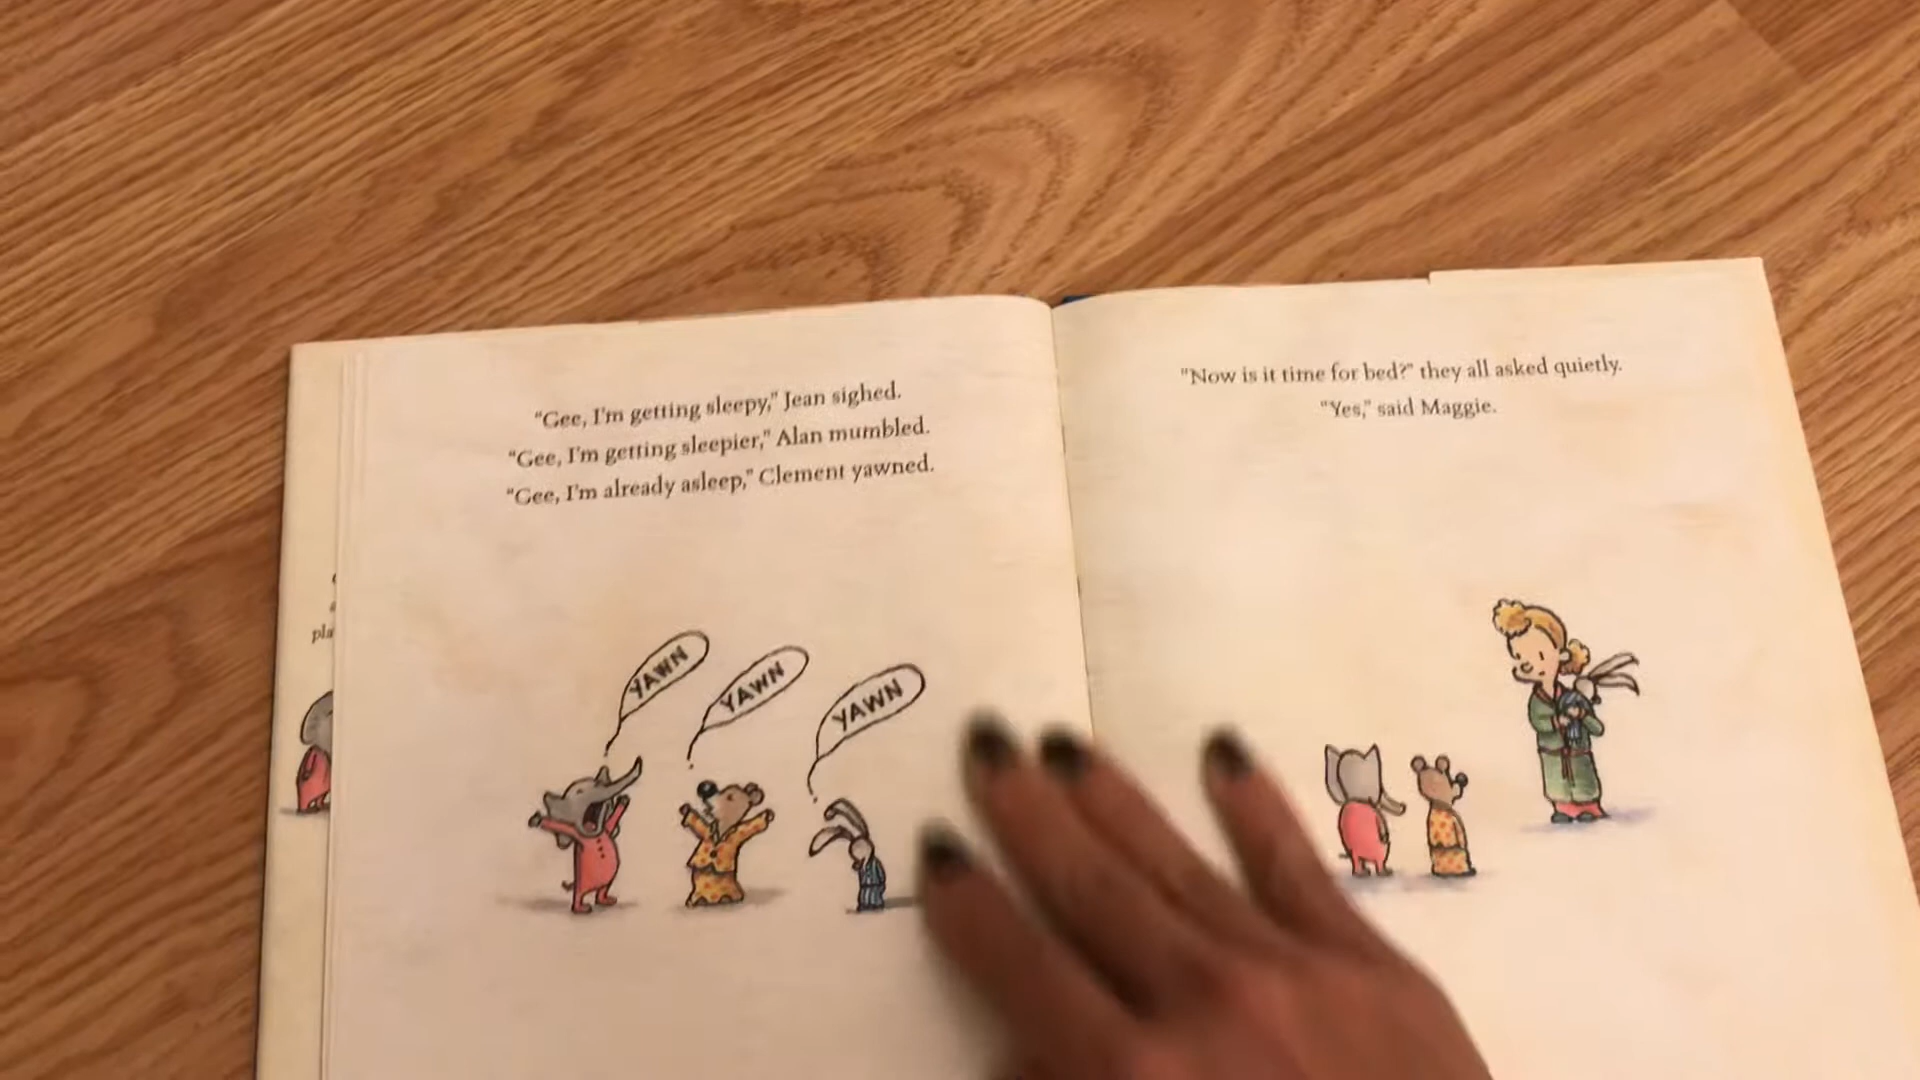 "Gee, I'm getting sleepy," Jean sighed.
"Gee, I'm getting sleepier," Alan mumbled.
"Gee, I'm already asleep," Clement yawned.
pla
YAWN
YAWN
YAWN
"Now is it time for bed?" they all asked quietly.
"Yes," said Maggie.